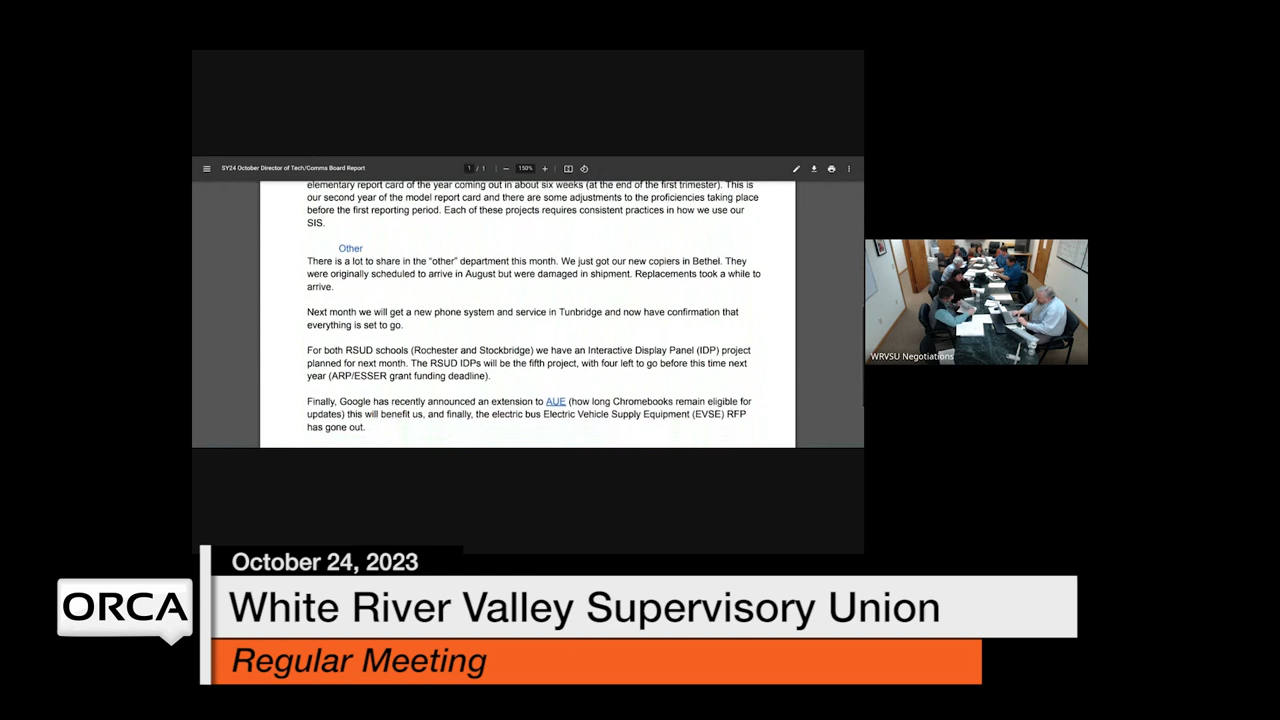 SY24 October Director of Tech/Comms Board Report
1 / 1
150%
elementary report card of the year coming out in about six weeks (at the end of the first trimester). This is
our second year of the model report card and there are some adjustments to the proficiencies taking place
before the first reporting period. Each of these projects requires consistent practices in how we use our
SIS.
Other
There is a lot to share in the “other” department this month. We just got our new copiers in Bethel. They
were originally scheduled to arrive in August but were damaged in shipment. Replacements took a while to
arrive.
Next month we will get a new phone system and service in Tunbridge and now have confirmation that
everything is set to go.
For both RSUD schools (Rochester and Stockbridge) we have an Interactive Display Panel (IDP) project
planned for next month. The RSUD IDPs will be the fifth project, with four left to go before this time next
year (ARP/ESSER grant funding deadline).
Finally, Google has recently announced an extension to AUE (how long Chromebooks remain eligible for
updates) this will benefit us, and finally, the electric bus Electric Vehicle Supply Equipment (EVSE) RFP
has gone out.
WRVSU Negotiations
October 24, 2023
ORCA
White River Valley Supervisory Union
Regular Meeting